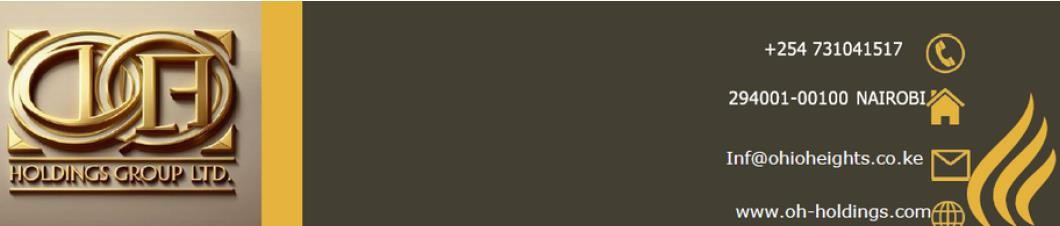 HOLDINGS GROUP LTD.
+254 731041517
294001-00100 NAIROBI
Inf@ohioheights.co.ke
www.oh-holdings.com